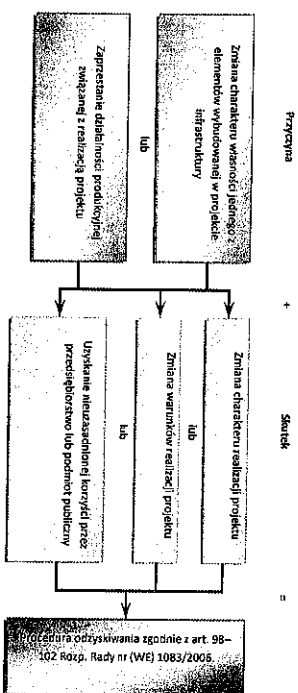 Przyczyna
+
Skutek
=
Zmiana charakteru własności jednego z
elementów wybudowanej w projekcie
infrastruktury
lub
Zaprzestanie działalności produkcyjnej
związanej z realizacją projektu
Zmiana charakteru realizacji projektu
lub
Zmiana warunków realizacji projektu
lub
Uzyskanie nieuzasadnionej korzyści przez
przedsiębiorstwo lub podmiot publiczny
Procedura odzyskiwania zgodnie z art. 98–
102 Rozp. Rady nr (WE) 1083/2006